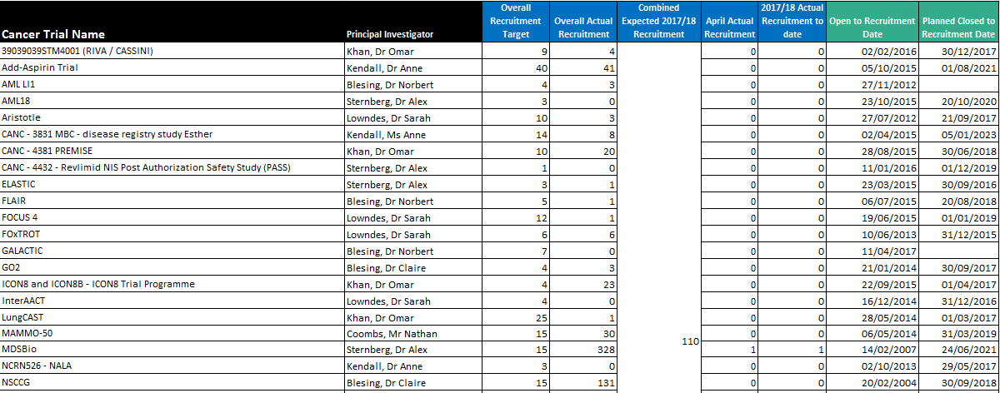 Cancer Trial Name Principal Investigator Overall Recruitment Target Overall Actual Recruitment Combined Expected 2017/18 Recruitment April Actual Recruitment 2017/18 Actual Recruitment to date Open to Recruitment Date Planned Closed to Recruitment Date
39039039STM4001 (RIVA / CASSINI) Khan, Dr Omar 9 4 0 0 02/02/2016 30/12/2017
Add-Aspirin Trial Kendall, Dr Anne 40 41 0 0 05/10/2015 01/08/2021
AML LI1 Blesing, Dr Norbert 4 3 0 0 27/11/2012
AML18 Sternberg, Dr Alex 3 0 0 0 23/10/2015 20/10/2020
Aristotle Lowndes, Dr Sarah 10 3 0 0 27/07/2012 21/09/2017
CANC - 3831 MBC - disease registry study Esther Kendall, Ms Anne 14 8 0 0 02/04/2015 05/01/2023
CANC - 4381 PREMISE Khan, Dr Omar 10 20 0 0 28/08/2015 30/06/2018
CANC - 4432 - Revlimid NIS Post Authorization Safety Study (PASS) Sternberg, Dr Alex 1 0 0 0 11/01/2016 01/12/2019
ELASTIC Sternberg, Dr Alex 3 1 0 0 23/03/2015 30/09/2016
FLAIR Blesing, Dr Norbert 5 1 0 0 06/07/2015 20/08/2018
FOCUS 4 Lowndes, Dr Sarah 12 1 0 0 19/06/2015 01/01/2019
FOxTROT Lowndes, Dr Sarah 6 6 0 0 10/06/2013 31/12/2015
GALACTIC Blesing, Dr Norbert 7 0 0 0 11/04/2017
GO2 Blesing, Dr Claire 4 3 0 0 21/01/2014 30/09/2017
ICON8 and ICON8B - ICON8 Trial Programme Khan, Dr Omar 4 23 0 0 22/09/2015 01/04/2017
InterAACT Lowndes, Dr Sarah 4 0 0 0 16/12/2014 31/12/2016
LungCAST Khan, Dr Omar 25 1 0 0 28/05/2014 01/03/2017
MAMMO-50 Coombs, Mr Nathan 15 30 0 0 06/05/2014 31/03/2019
110
MDSBio Sternberg, Dr Alex 15 328 1 1 14/02/2007 24/06/2021
NCRN526 - NALA Kendall, Dr Anne 3 0 0 0 02/10/2013 29/05/2017
NSCCG Blesing, Dr Claire 15 131 0 0 20/02/2004 30/09/2018